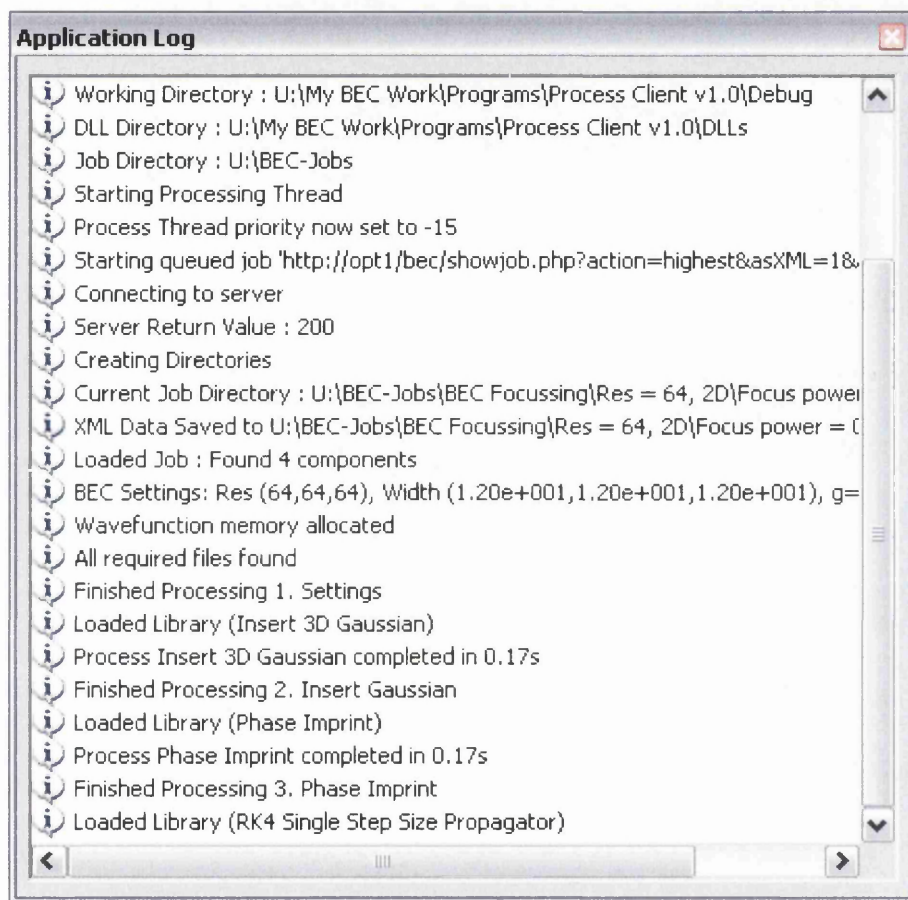 Application Log
Working Directory : U:\My BEC Work\Programs\Process Client v1.0\Debug
DLL Directory : U:\My BEC Work\Programs\Process Client v1.0\DLLs
Job Directory : U:\BEC-Jobs
Starting Processing Thread
Process Thread priority now set to -15
Starting queued job 'http://opt1/bec/showjob.php?action=highest&asXML=1&
Connecting to server
Server Return Value : 200
Creating Directories
Current Job Directory : U:\BEC-Jobs\BEC Focussing\Res = 64, 2D\Focus power
XML Data Saved to U:\BEC-Jobs\BEC Focussing\Res = 64, 2D\Focus power =
Loaded Job : Found 4 components
BEC Settings: Res (64,64,64), Width (1.20e+001,1.20e+001,1.20e+001), g=
Wavefunction memory allocated
All required files found
Finished Processing 1. Settings
Loaded Library (Insert 3D Gaussian)
Process Insert 3D Gaussian completed in 0.17s
Finished Processing 2. Insert Gaussian
Loaded Library (Phase Imprint)
Process Phase Imprint completed in 0.17s
Finished Processing 3. Phase Imprint
Loaded Library (RK4 Single Step Size Propagator)